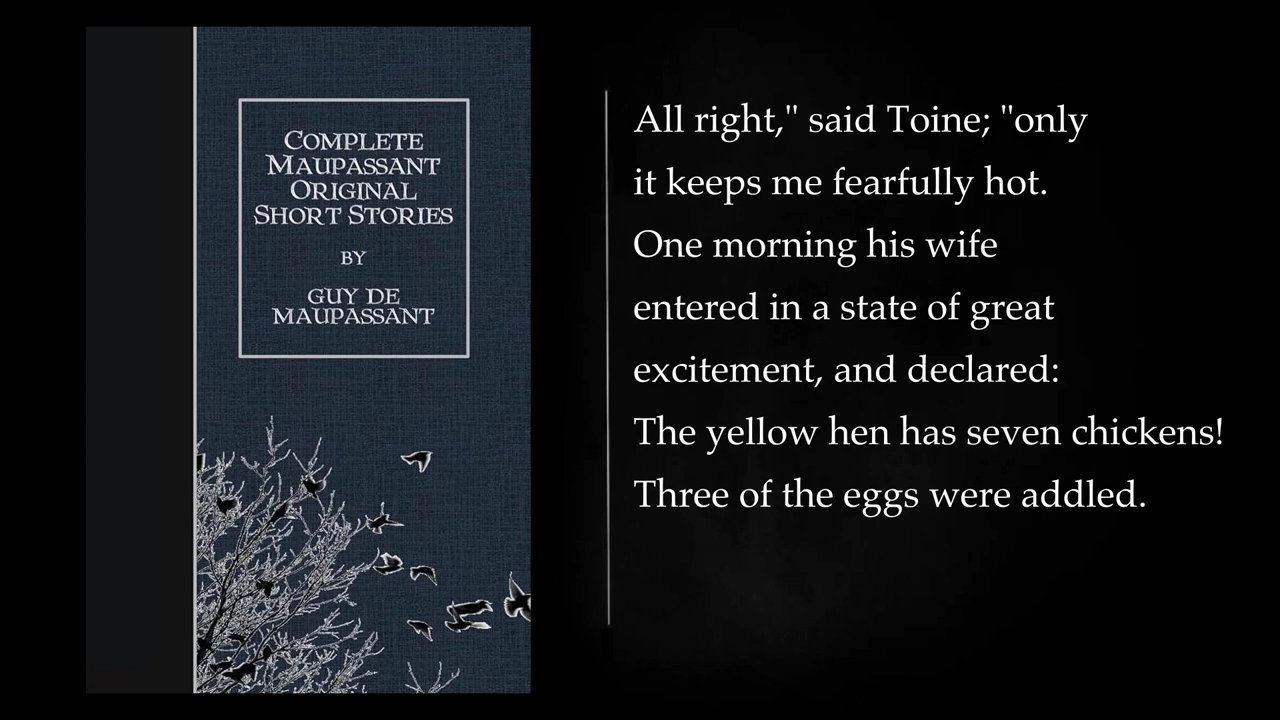 COMPLETE
MAUPASSANT
ORIGINAL
SHORT STORIES
BY
GUY DE
MAUPASSANT
All right," said Toine; "only
it keeps me fearfully hot.
One morning his wife
entered in a state of great
excitement, and declared:
The yellow hen has seven chickens!
Three of the eggs were addled.